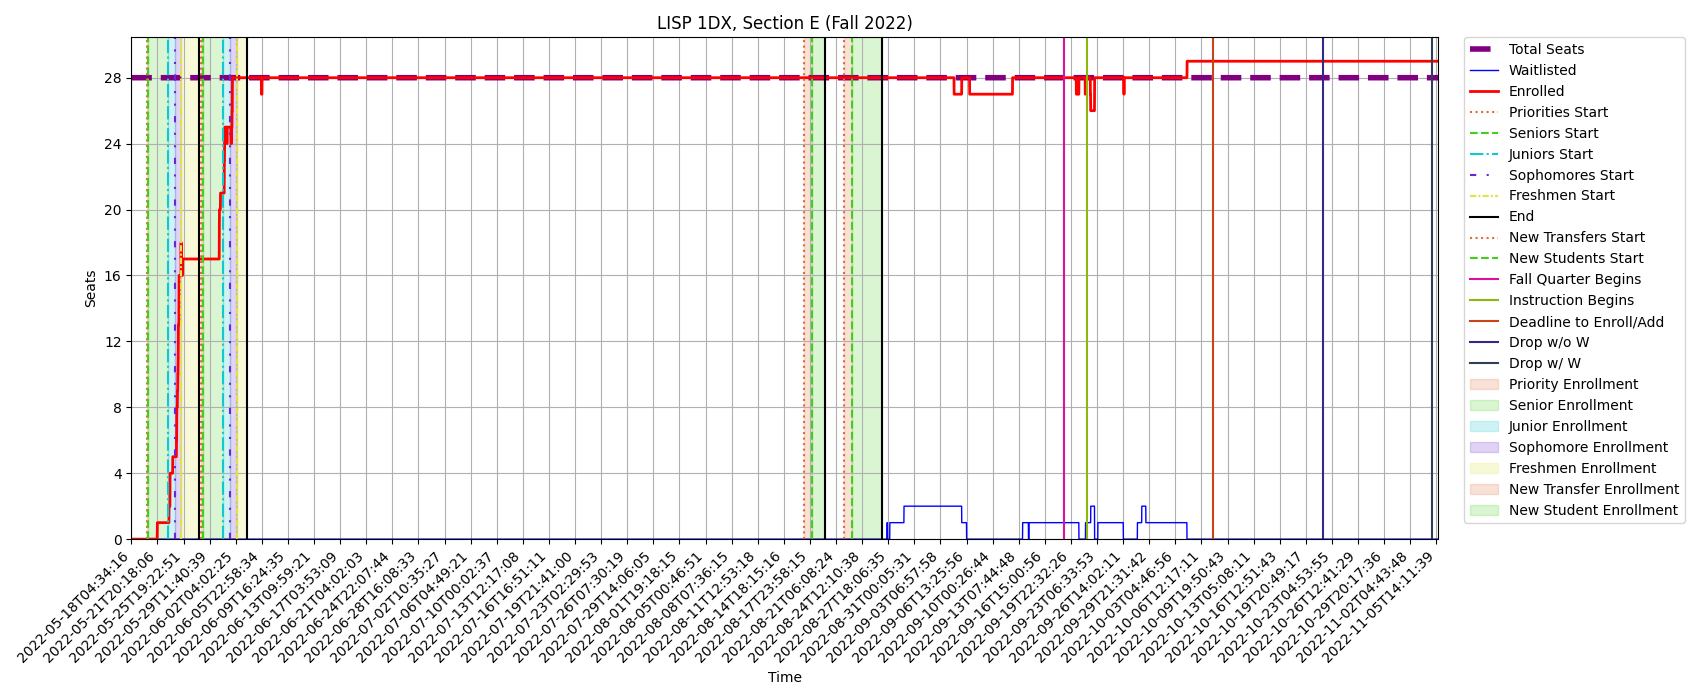 LISP 1DX, Section E (Fall 2022)
Seats
28
24
20
16
12
8
4
0
2022-05-18T04:34:16
2022-05-21T20:18:06
2022-05-25T19:22:51
2022-05-29T11:40:39
2022-06-02T04:02:25
2022-06-05T22:58:34
2022-06-09T16:24:35
2022-06-13T09:59:21
2022-06-17T03:53:09
2022-06-21T04:02:03
2022-06-24T22:07:44
2022-06-28T16:08:33
2022-07-02T10:35:27
2022-07-06T04:49:21
2022-07-10T00:02:37
2022-07-13T12:17:08
2022-07-16T16:51:11
2022-07-19T21:41:00
2022-07-23T02:29:53
2022-07-26T07:30:19
2022-07-29T14:06:05
2022-08-01T19:18:15
2022-08-05T00:46:51
2022-08-08T07:36:15
2022-08-11T12:53:18
2022-08-14T18:15:16
2022-08-17T23:58:15
2022-08-21T06:08:24
2022-08-24T12:10:38
2022-08-27T18:06:35
2022-08-31T00:05:31
2022-09-03T06:57:58
2022-09-06T13:25:56
2022-09-10T00:26:44
2022-09-13T07:44:48
2022-09-16T15:00:56
2022-09-19T22:32:26
2022-09-23T06:33:53
2022-09-26T14:02:11
2022-09-29T21:31:42
2022-10-03T04:46:56
2022-10-06T12:17:11
2022-10-09T19:50:43
2022-10-13T05:08:11
2022-10-16T12:51:43
2022-10-19T20:49:17
2022-10-23T04:53:55
2022-10-26T12:41:29
2022-10-29T20:17:36
2022-11-02T04:43:48
2022-11-05T14:11:39
Time
Total Seats
Waitlisted
Enrolled
Priorities Start
Seniors Start
Juniors Start
Sophomores Start
Freshmen Start
End
New Transfers Start
New Students Start
Fall Quarter Begins
Instruction Begins
Deadline to Enroll/Add
Drop w/o W
Drop w/ W
Priority Enrollment
Senior Enrollment
Junior Enrollment
Sophomore Enrollment
Freshmen Enrollment
New Transfer Enrollment
New Student Enrollment